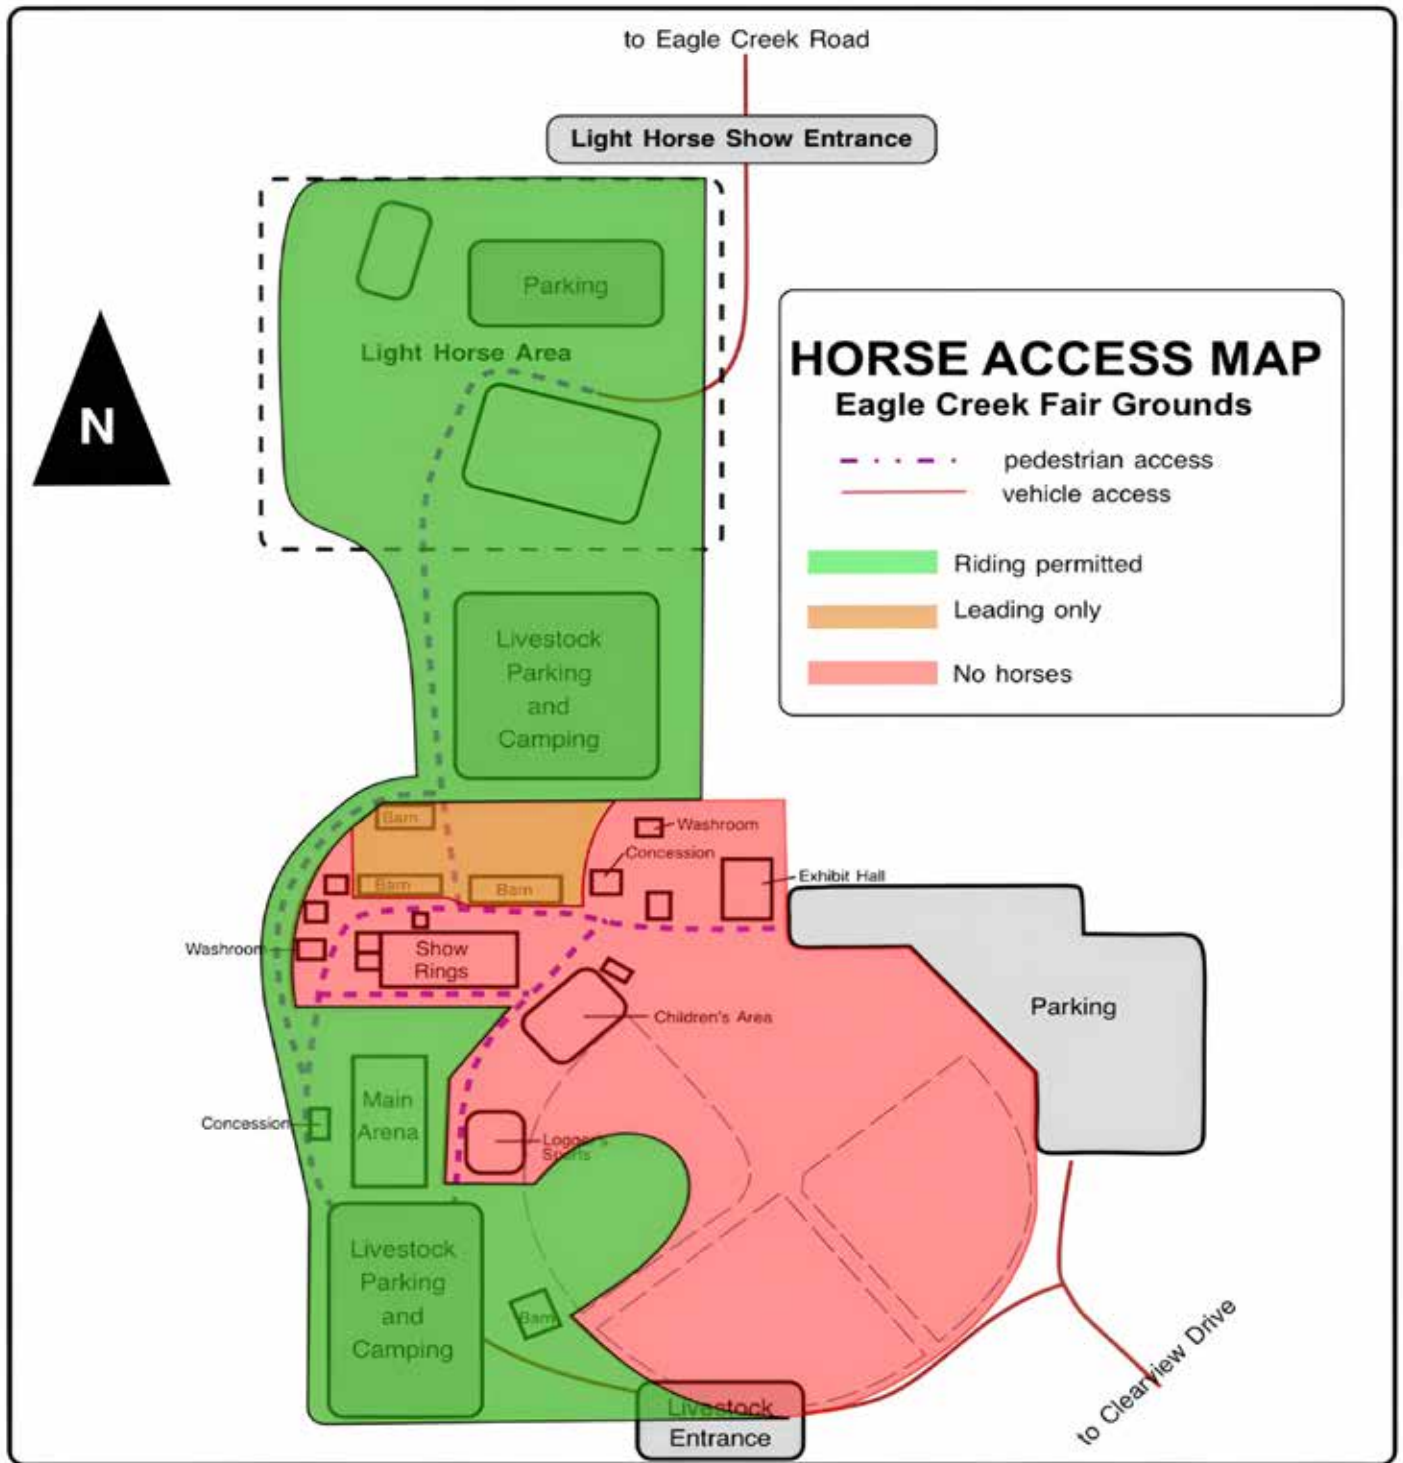 to Eagle Creek Road
Light Horse Show Entrance
Parking
Light Horse Area
N
HORSE ACCESS MAP
Eagle Creek Fair Grounds
pedestrian access
vehicle access
Riding permitted
Leading only
No horses
Livestock
Parking
and
Camping
Barn
Washroom
Concession
Barn
Barn
Exhibit Hall
Washroom
Show
Rings
Parking
Children's Area
Main
Arena
Concession
Logger's
Sports
Livestock
Parking
and
Camping
Barn
to Clearview Drive
Livestock
Entrance